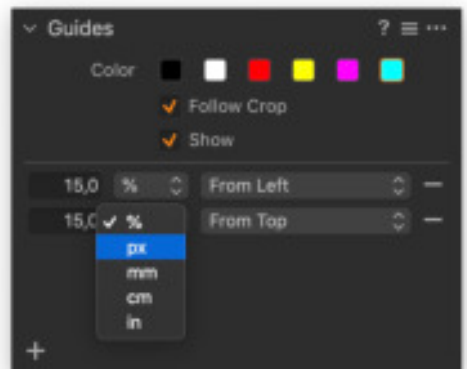 Guides ? ...
Color
Follow Crop
Show
15,0 % From Left
15,0 % From Top
px
mm
cm
in
+